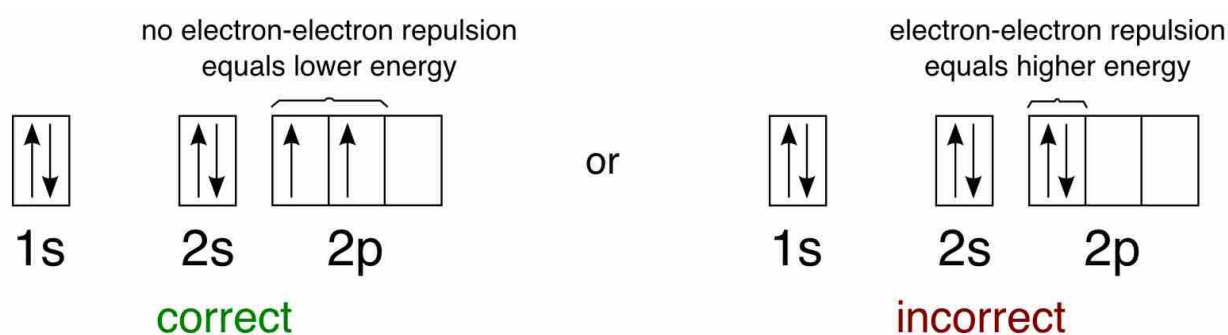 no electron-electron repulsion
equals lower energy
1s
2s
2p
correct
or
electron-electron repulsion
equals higher energy
1s
2s
2p
incorrect